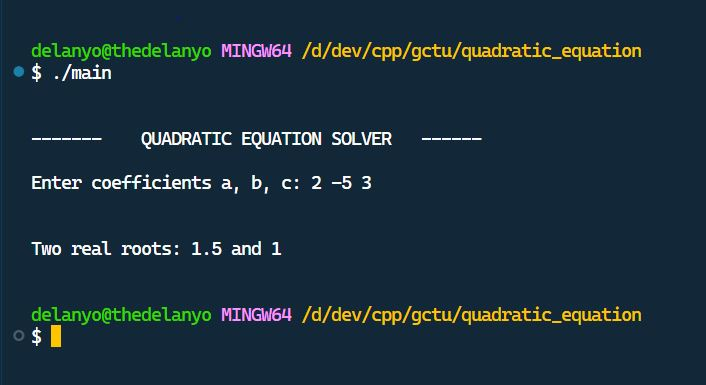 delanyo@thedelanyo MINGW64 /d/dev/cpp/gctu/quadratic_equation
$ ./main
-------    QUADRATIC EQUATION SOLVER   ------
Enter coefficients a, b, c: 2 -5 3
Two real roots: 1.5 and 1
delanyo@thedelanyo MINGW64 /d/dev/cpp/gctu/quadratic_equation
$